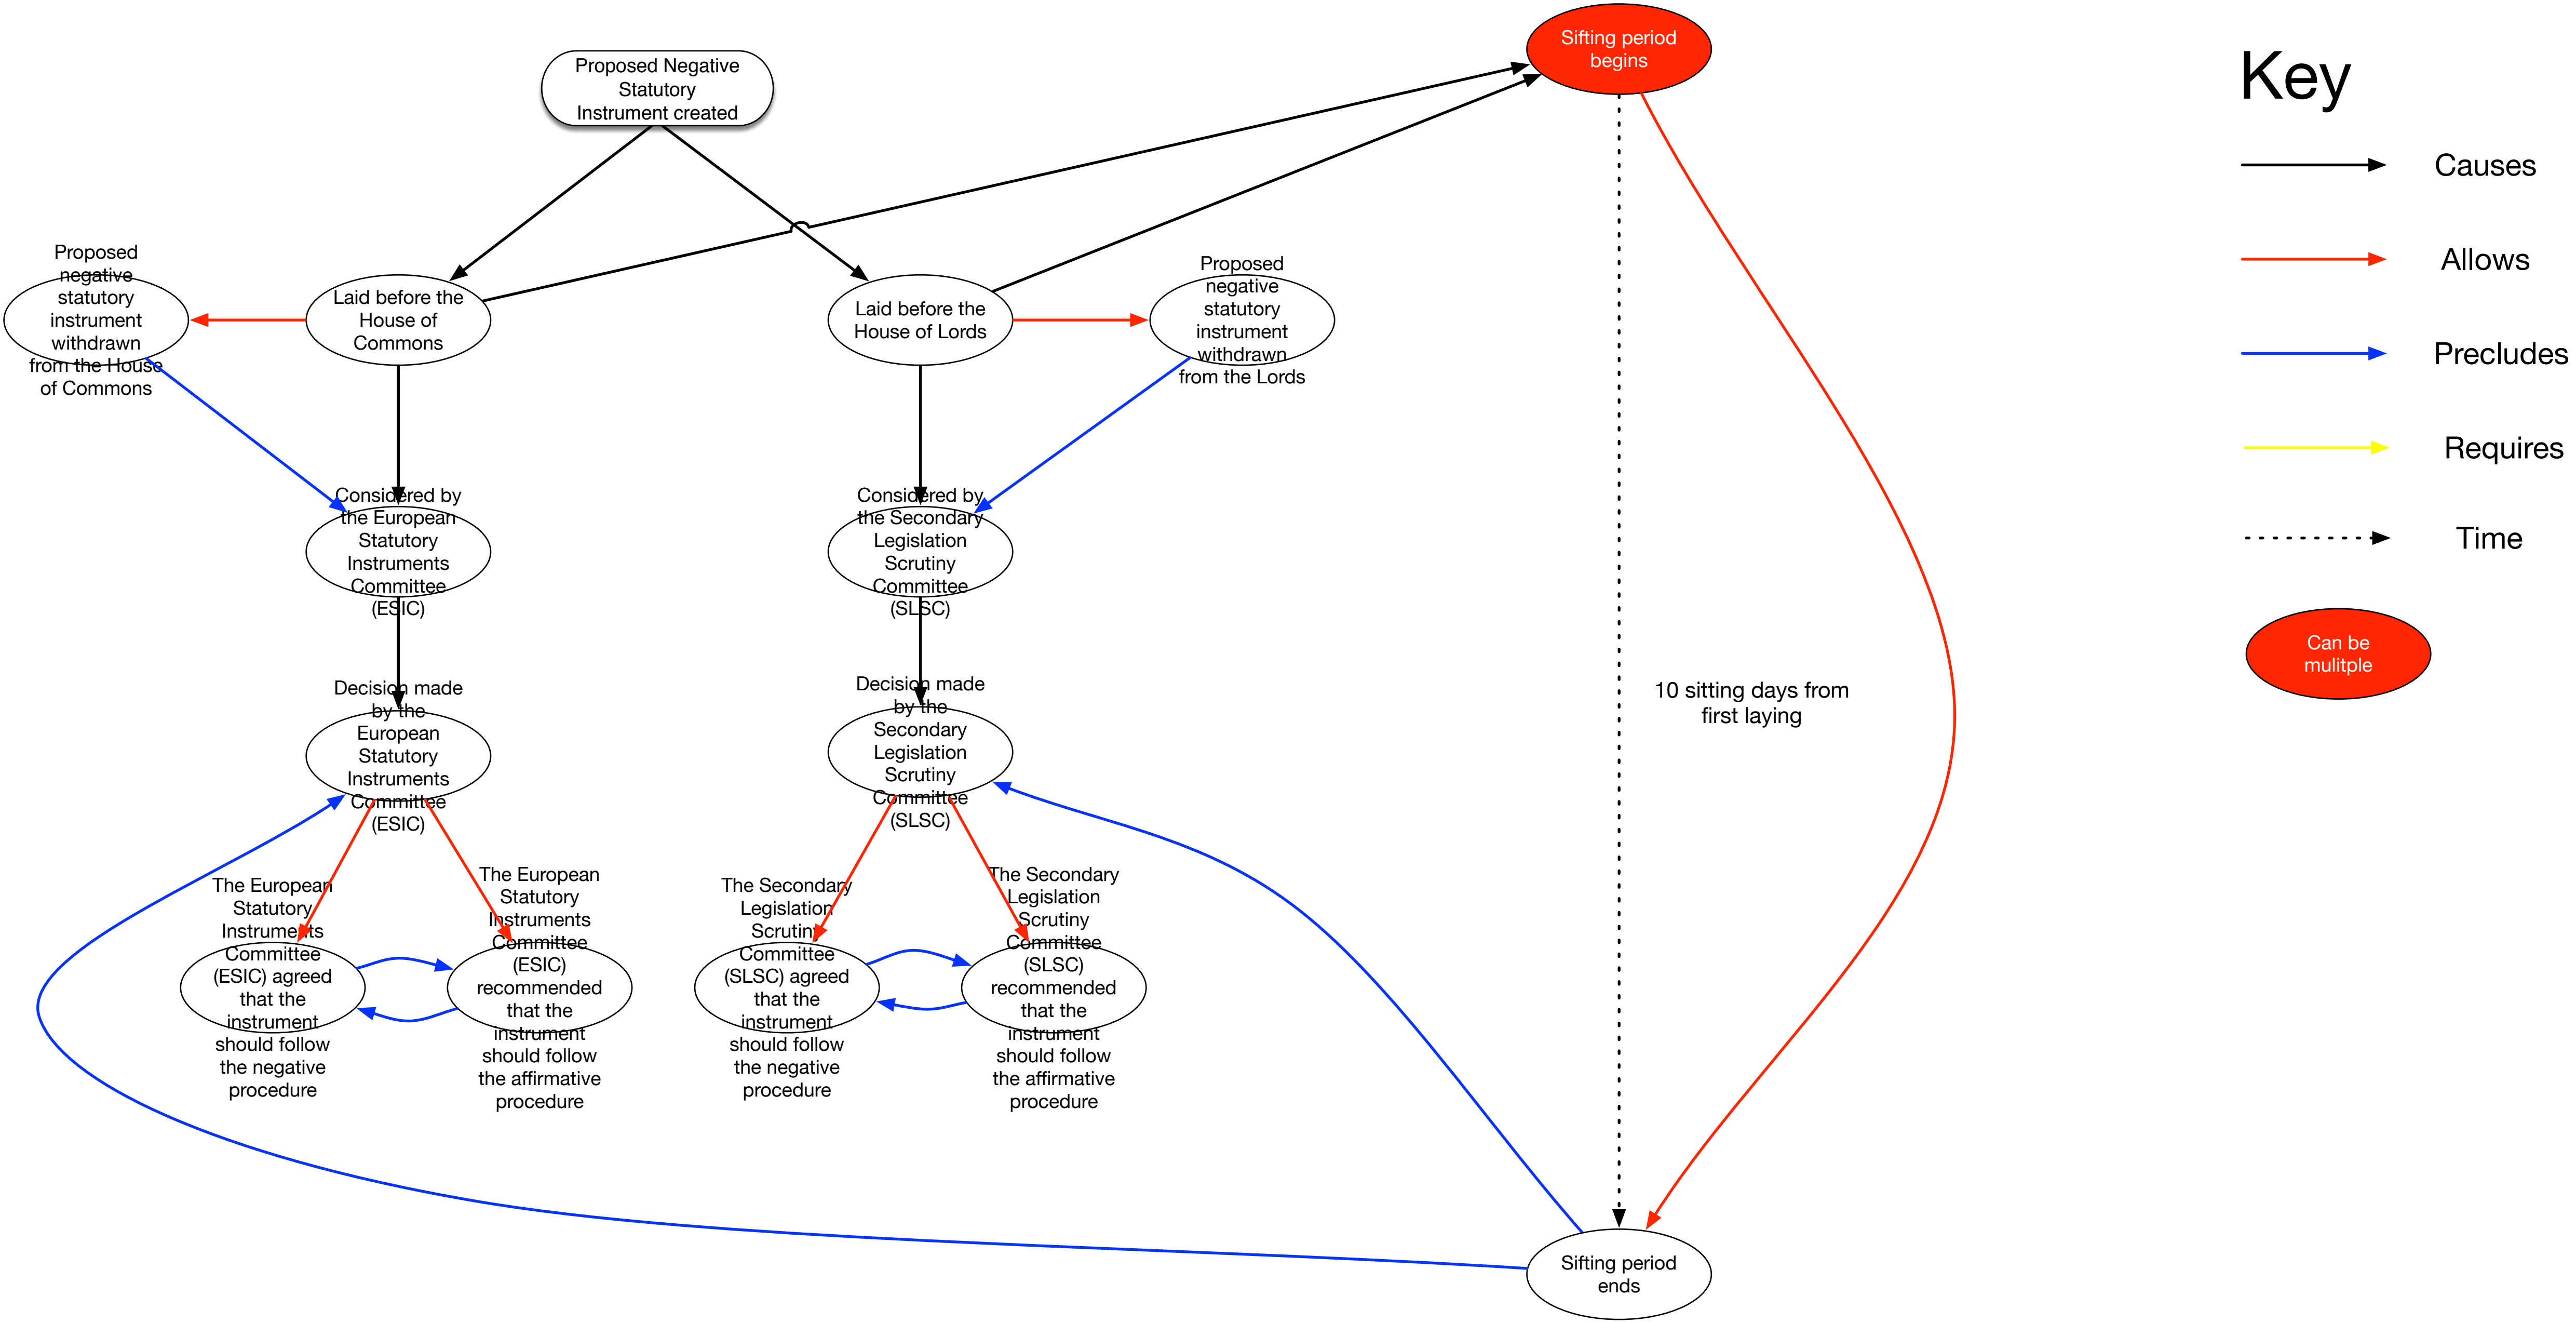 Sifting period
begins
Key
Proposed Negative
Statutory
Instrument created
Causes
Allows
Precludes
Requires
Time
Can be
mulitple
Proposed
negative
statutory
instrument
withdrawn
from the House
of Commons
Laid before the
House of
Commons
Laid before the
House of Lords
Proposed
negative
statutory
instrument
withdrawn
from the Lords
Considered by
the European
Statutory
Instruments
Committee
(ESIC)
Considered by
the Secondary
Legislation
Scrutiny
Committee
(SLSC)
Decision made
by the
European
Statutory
Instruments
Committee
(ESIC)
Decision made
by the
Secondary
Legislation
Scrutiny
Committee
(SLSC)
10 sitting days from
first laying
The European
Statutory
Instruments
Committee
(ESIC) agreed
that the
instrument
should follow
the negative
procedure
The European
Statutory
Instruments
Committee
(ESIC)
recommended
that the
instrument
should follow
the affirmative
procedure
The Secondary
Legislation
Scrutiny
Committee
(SLSC) agreed
that the
instrument
should follow
the negative
procedure
The Secondary
Legislation
Scrutiny
Committee
(SLSC)
recommended
that the
instrument
should follow
the affirmative
procedure
Sifting period
ends